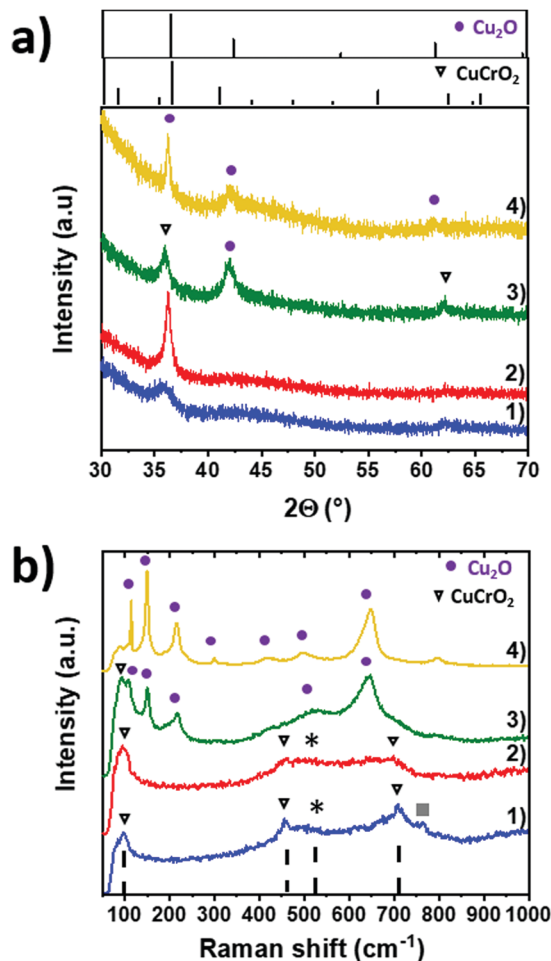 a)
● Cu₂O
▽ CuCrO₂
4)
3)
2)
1)
Intensity (a.u)
30 35 40 45 50 55 60 65 70
2Θ (°)
b)
● Cu₂O
▽ CuCrO₂
4)
3)
*
2)
*
1)
Intensity (a.u.)
100 200 300 400 500 600 700 800 900 1000
Raman shift (cm⁻¹)